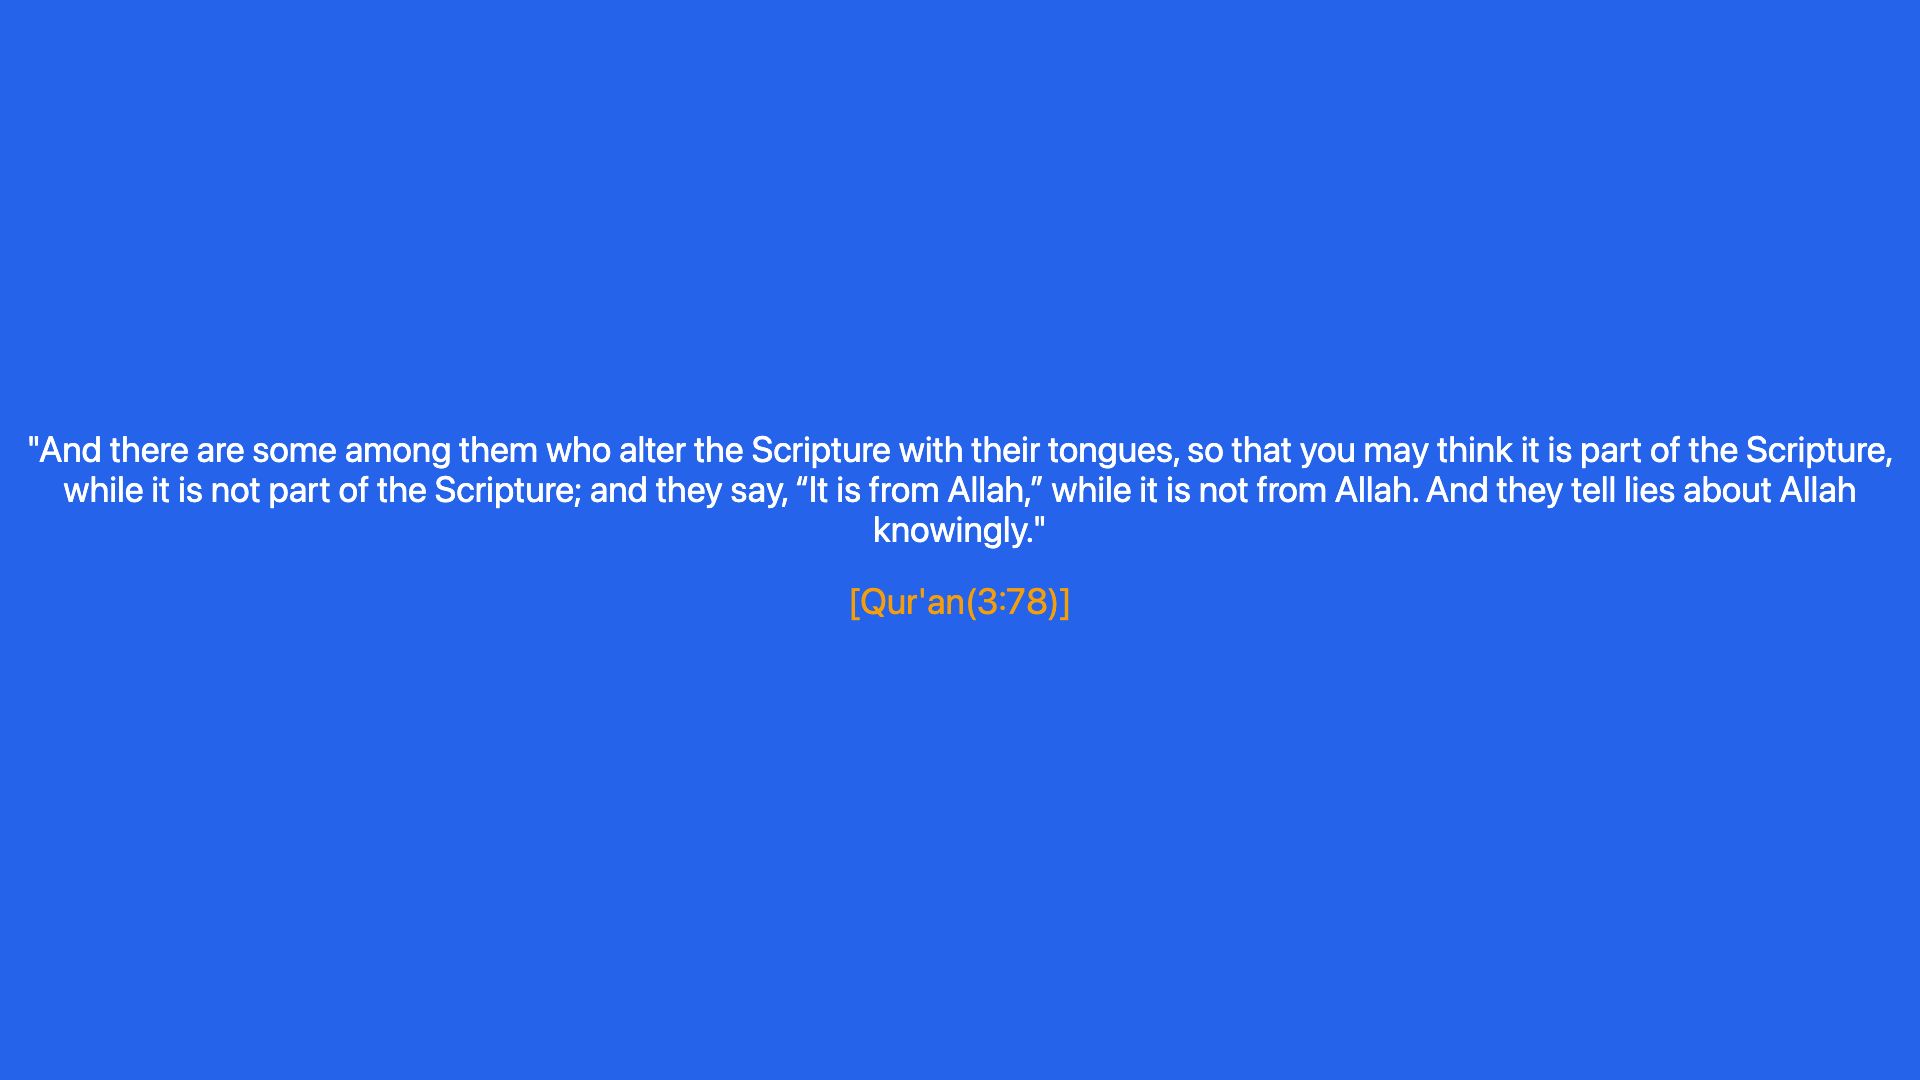 "And there are some among them who alter the Scripture with their tongues, so that you may think it is part of the Scripture,
while it is not part of the Scripture; and they say, “It is from Allah,” while it is not from Allah. And they tell lies about Allah
knowingly."
[Qur'an(3:78)]